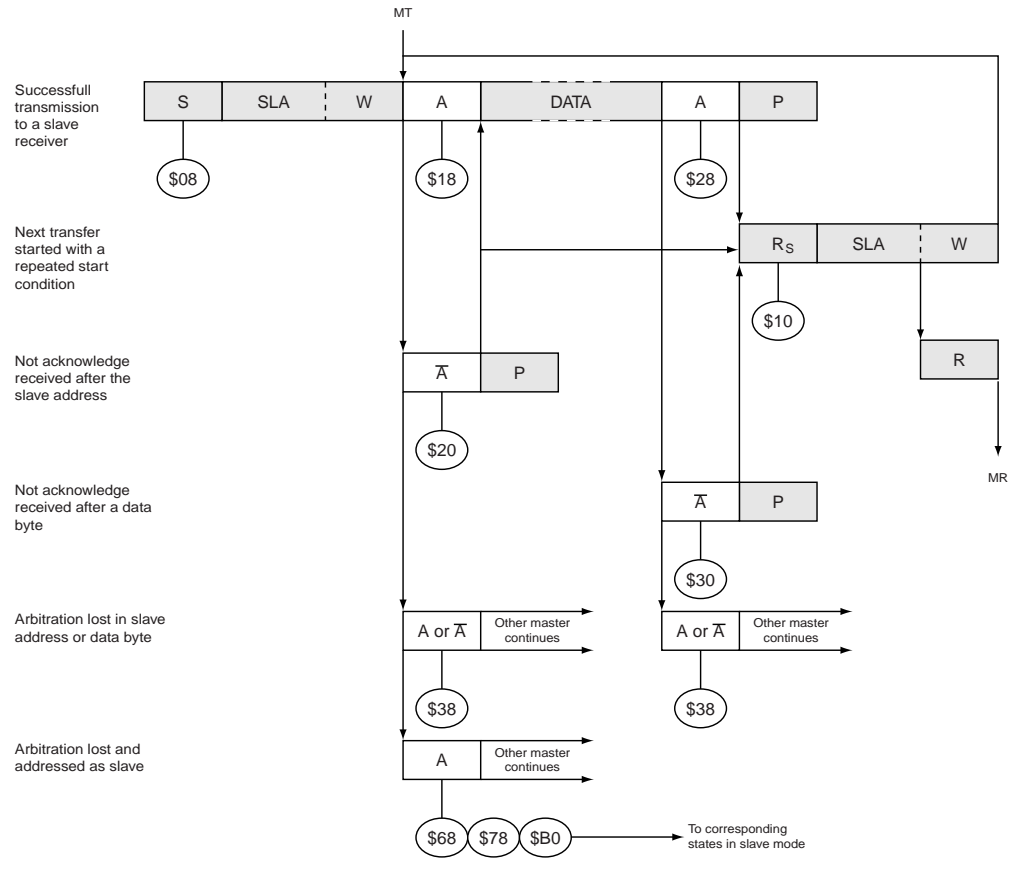 MT
Successfull
transmission
to a slave
receiver
S SLA W A DATA A P
$08 $18 $28
Next transfer
started with a
repeated start
condition
RS SLA W
$10
Not acknowledge
received after the
slave address
A̅ P
R
$20
MR
Not acknowledge
received after a data
byte
A̅ P
$30
Arbitration lost in slave
address or data byte
A or A̅ Other master
continues
A or A̅ Other master
continues
$38 $38
Arbitration lost and
addressed as slave
A Other master
continues
$68 $78 $B0
To corresponding
states in slave mode